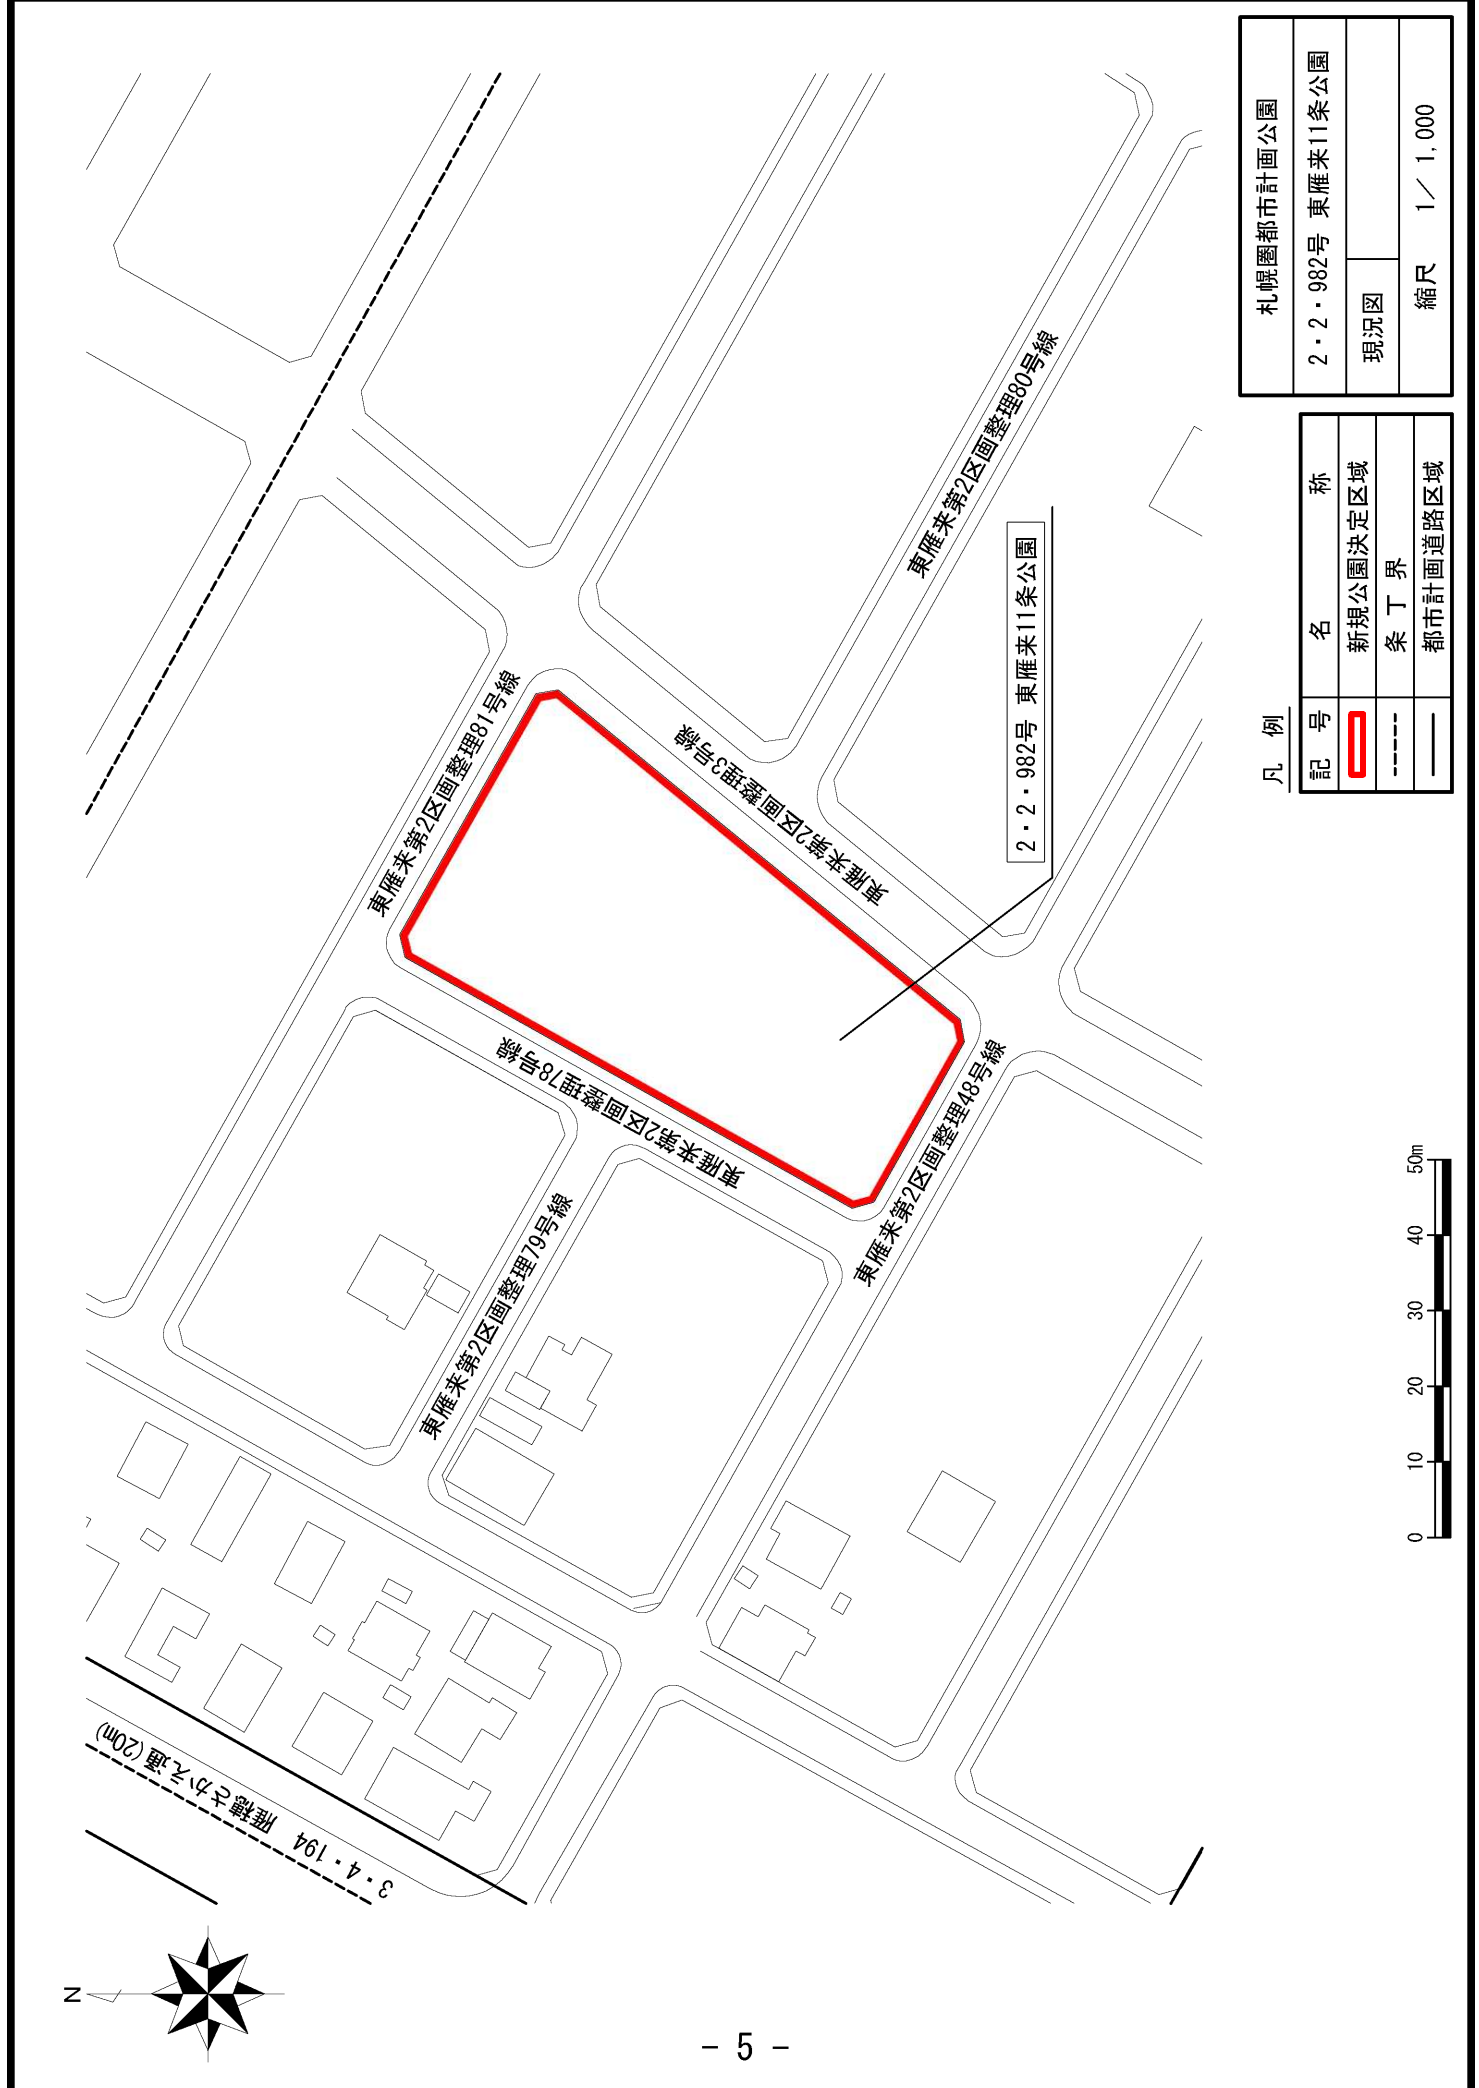 札幌圏都市計画公園
2・2・982号 東雁来11条公園
現況図
縮尺 1/1,000
凡 例
記 号 名 称
新規公園決定区域
条 丁 界
都市計画道路区域
東雁来第2区画整理81号線
東雁来第2区画整理3号線
東雁来第2区画整理80号線
2・2・982号 東雁来11条公園
東雁来第2区画整理78号線
東雁来第2区画整理48号線
東雁来第2区画整理79号線
3・4・194 雁穂さかえ通(20m)
0 10 20 30 40 50m
N
- 5 -